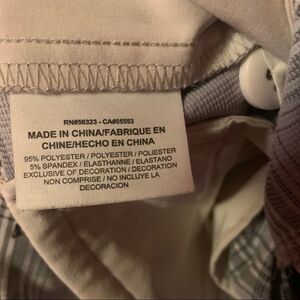 RN#56323 - CA#05553
MADE IN CHINA/FABRIQUE EN
CHINE/HECHO EN CHINA
95% POLYESTER / POLYESTER / POLIESTER
5% SPANDEX / ELASTHANNE / ELASTANO
EXCLUSIVE OF DECORATION / DECORATION
NON COMPRISE / NO INCLUYE LA
DECORACION